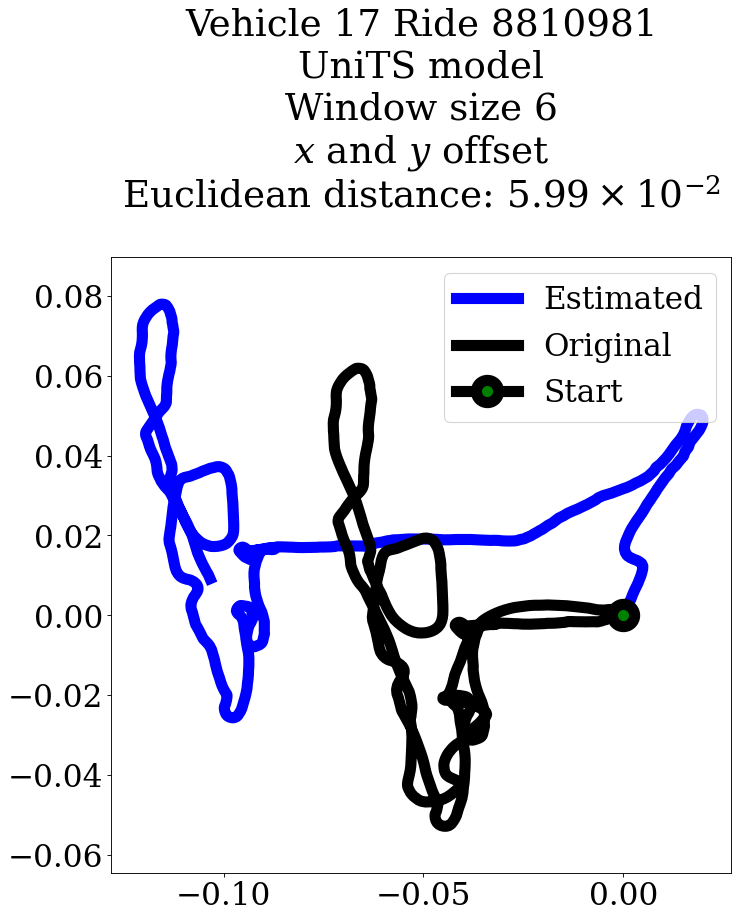 Vehicle 17 Ride 8810981
UniTS model
Window size 6
x and y offset
Euclidean distance: 5.99 × 10⁻²
Estimated
Original
Start
0.08
0.06
0.04
0.02
0.00
−0.02
−0.04
−0.06
−0.10
−0.05
0.00